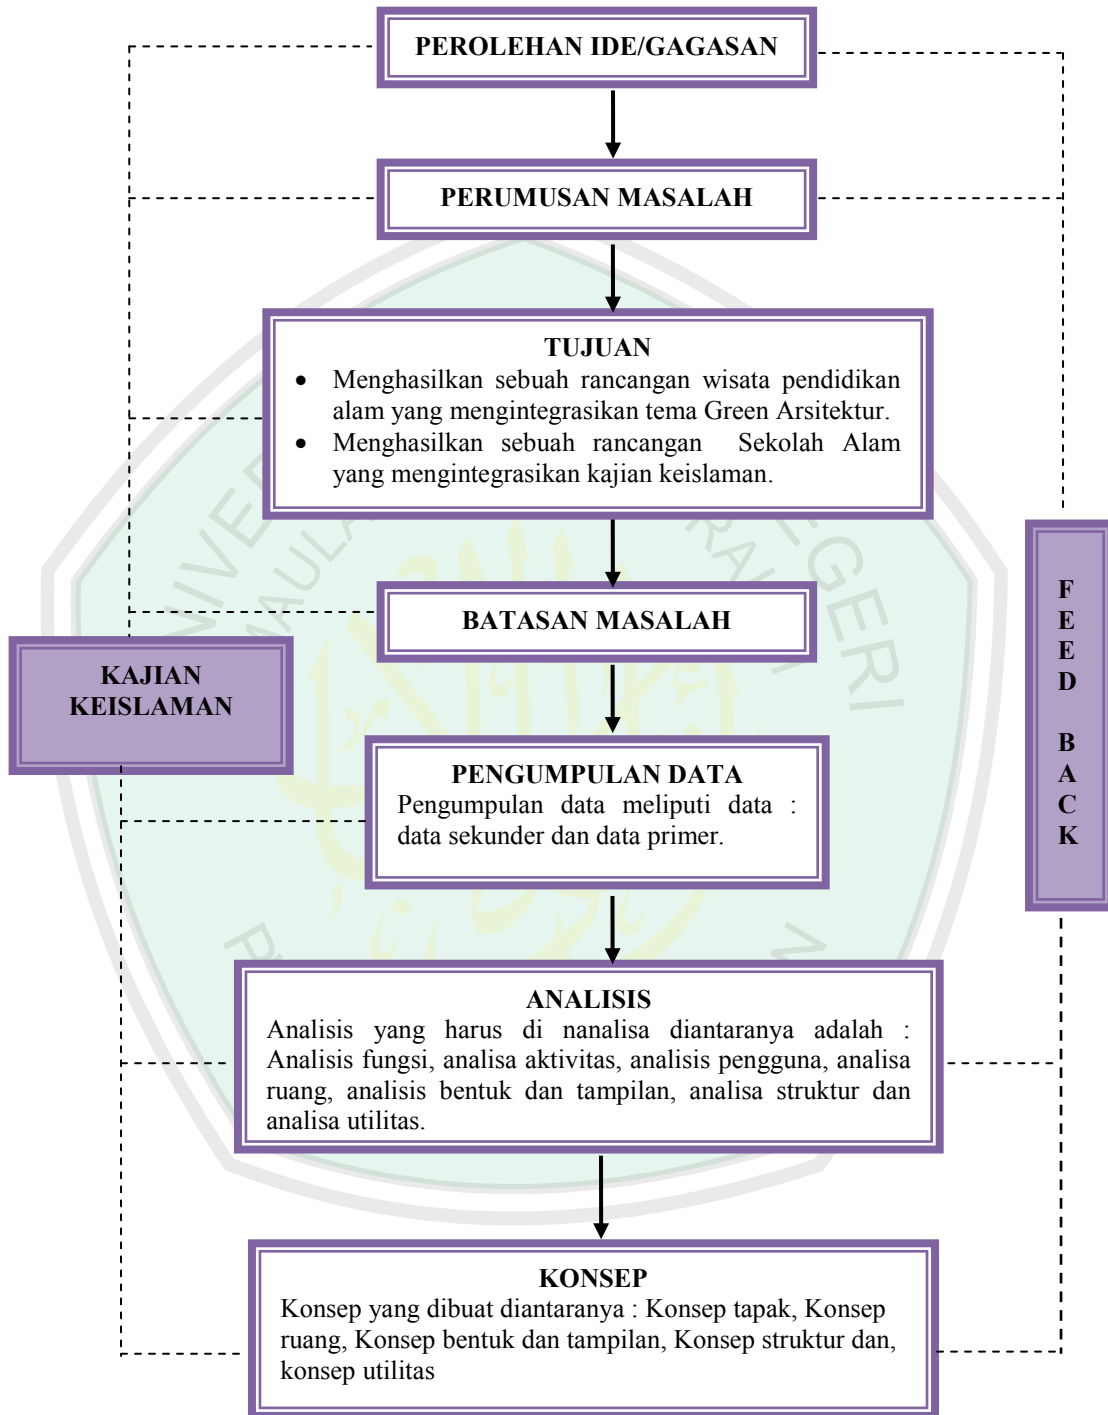 PEROLEHAN IDE/GAGASAN
PERUMUSAN MASALAH
TUJUAN
• Menghasilkan sebuah rancangan wisata pendidikan
alam yang mengintegrasikan tema Green Arsitektur.
• Menghasilkan sebuah rancangan Sekolah Alam
yang mengintegrasikan kajian keislaman.
BATASAN MASALAH
KAJIAN
KEISLAMAN
FEED BACK
PENGUMPULAN DATA
Pengumpulan data meliputi data :
data sekunder dan data primer.
ANALISIS
Analisis yang harus di nanalisa diantaranya adalah :
Analisis fungsi, analisa aktivitas, analisis pengguna, analisa
ruang, analisis bentuk dan tampilan, analisa struktur dan
analisa utilitas.
KONSEP
Konsep yang dibuat diantaranya : Konsep tapak, Konsep
ruang, Konsep bentuk dan tampilan, Konsep struktur dan,
konsep utilitas